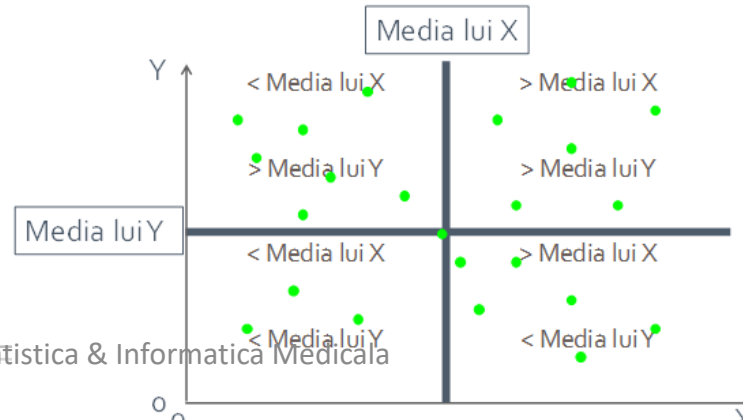 Media lui X
Y
< Media lui X
> Media lui X
> Media lui Y
> Media lui Y
Media lui Y
< Media lui X
> Media lui X
< Media lui Y
< Media lui Y
tistica & Informatica Medicala
0
0